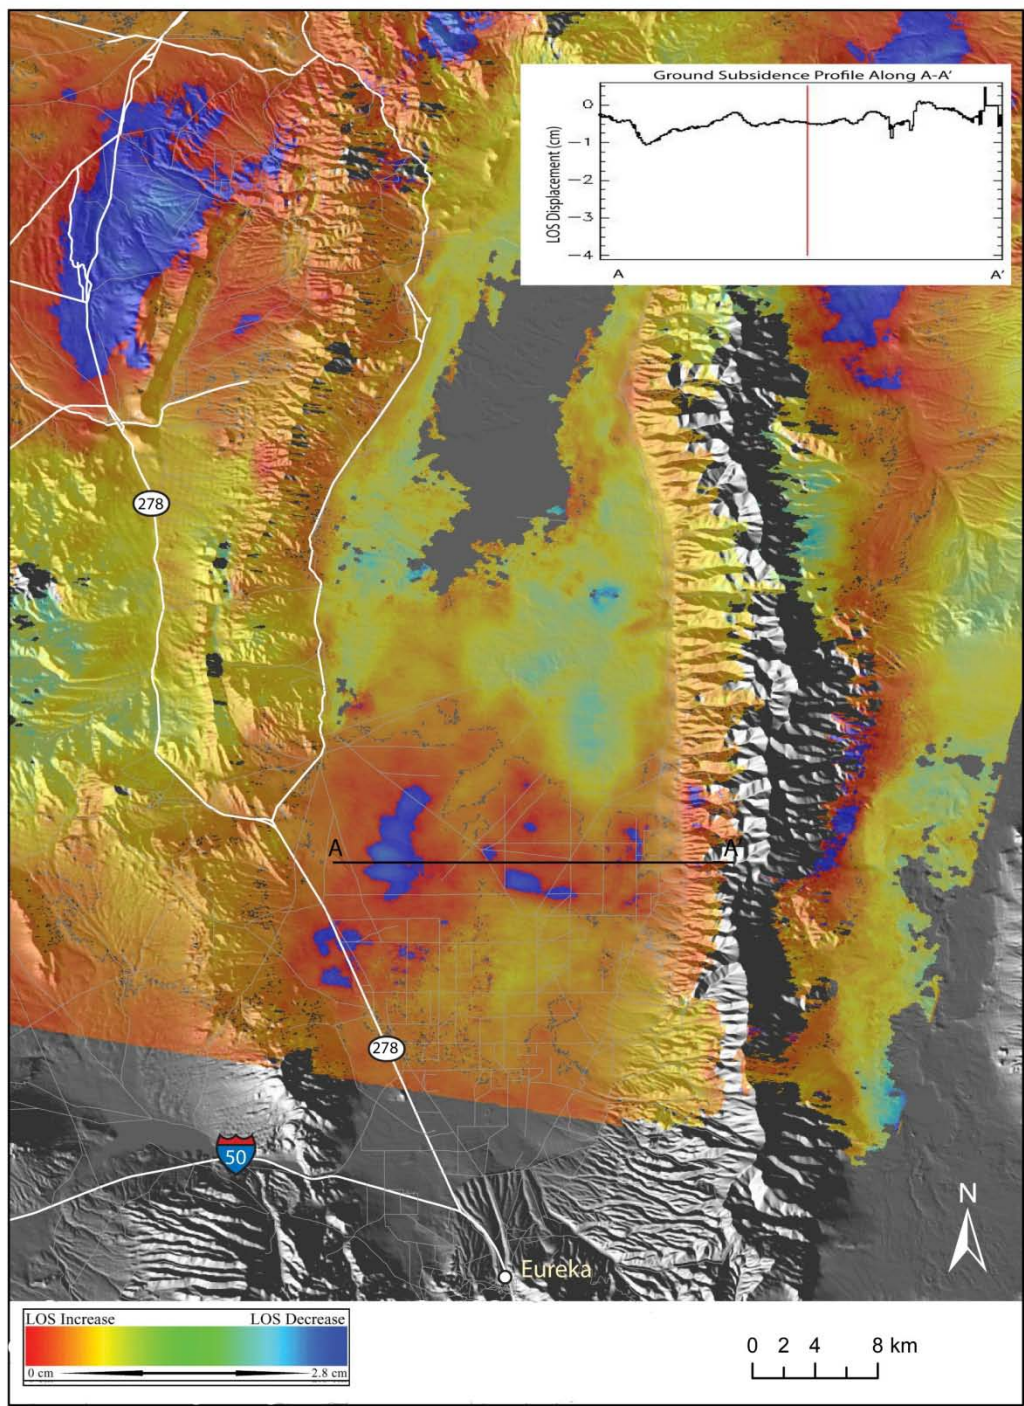 Ground Subsidence Profile Along A-A'
LOS Displacement (cm)
0
−1
−2
−3
−4
A
A'
278
A
A'
278
50
N
Eureka
LOS Increase
LOS Decrease
0 cm
2.8 cm
0 2 4 8 km